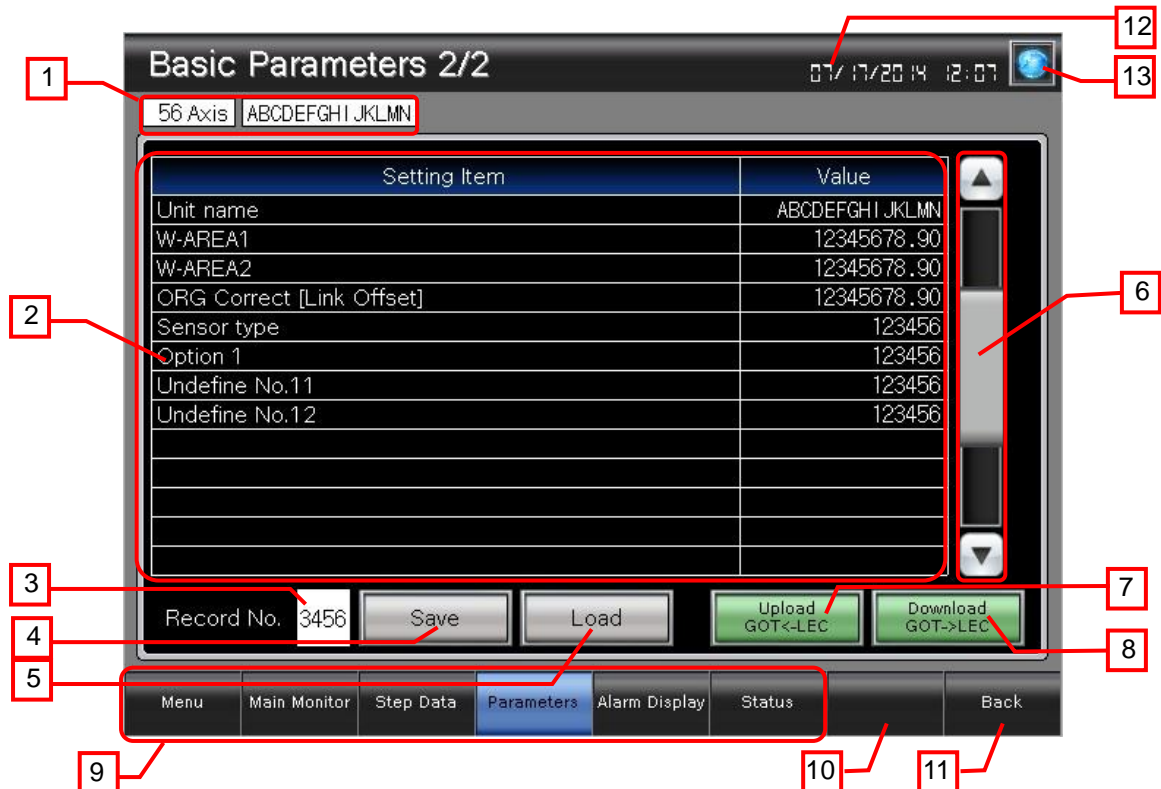 12
Basic Parameters 2/2
07/17/2014 12:07
13
1
56 Axis ABCDEFGHIJKLMN
Setting Item Value
Unit name ABCDEFGHIJKLMN
W-AREA1 12345678.90
W-AREA2 12345678.90
ORG Correct [Link Offset] 12345678.90
6
2
Sensor type 123456
Option 1 123456
Undefine No.11 123456
Undefine No.12 123456
3
7
Record No. 3456 Save Load Upload GOT<-LEC Download GOT->LEC
4
8
5
Menu Main Monitor Step Data Parameters Alarm Display Status Back
9
10
11